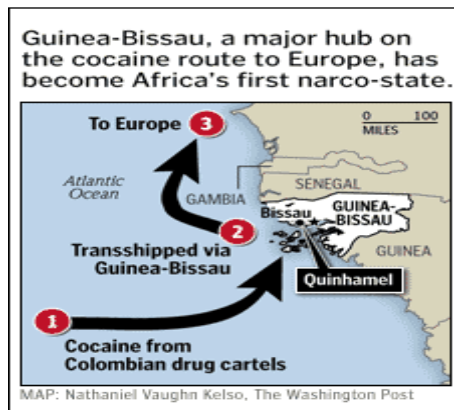 Guinea-Bissau, a major hub on
the cocaine route to Europe, has
become Africa's first narco-state.
To Europe 3
0 100
MILES
Atlantic
Ocean
SENEGAL
GAMBIA
Bissau
GUINEA-
BISSAU
2
Transshipped via
Guinea-Bissau
GUINEA
Quinhamel
1
Cocaine from
Colombian drug cartels
MAP: Nathaniel Vaughn Kelso, The Washington Post